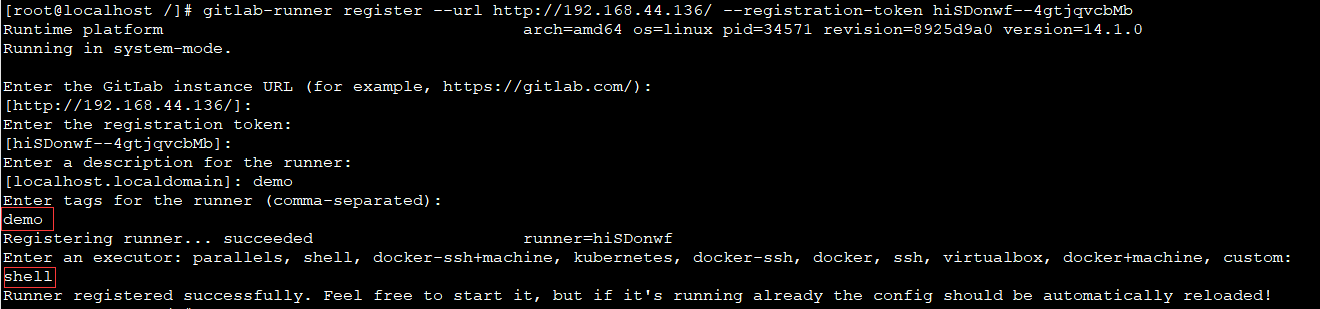 [root@localhost /]# gitlab-runner register --url http://192.168.44.136/ --registration-token hiSDonwf--4gtjqvcbMb
Runtime platform                                    arch=amd64 os=linux pid=34571 revision=8925d9a0 version=14.1.0
Running in system-mode.
Enter the GitLab instance URL (for example, https://gitlab.com/):
[http://192.168.44.136/]:
Enter the registration token:
[hiSDonwf--4gtjqvcbMb]:
Enter a description for the runner:
[localhost.localdomain]: demo
Enter tags for the runner (comma-separated):
demo
Registering runner... succeeded                     runner=hiSDonwf
Enter an executor: parallels, shell, docker-ssh+machine, kubernetes, docker-ssh, docker, ssh, virtualbox, docker+machine, custom:
shell
Runner registered successfully. Feel free to start it, but if it's running already the config should be automatically reloaded!